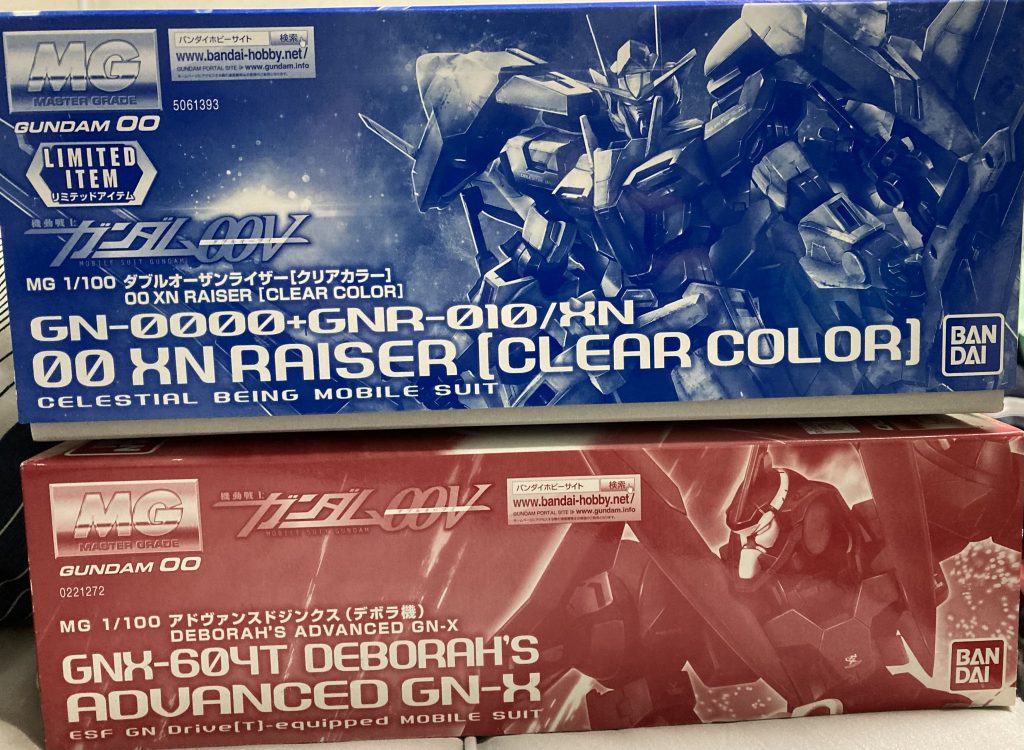 MG
MASTER GRADE
GUNDAM 00
バンダイホビーサイト 検索
www.bandai-hobby.net/
GUNDAM PORTAL SITE ▶ www.gundam.info
5061393
LIMITED
ITEM
リミテッドアイテム
機動戦士
ガンダム00V
MOBILE SUIT GUNDAM
MG 1/100 ダブルオーザンライザー[クリアカラー]
00 XN RAISER [CLEAR COLOR]
GN-0000+GNR-010/XN
00 XN RAISER [CLEAR COLOR]
CELESTIAL BEING MOBILE SUIT
BAN
DAI
MG
MASTER GRADE
GUNDAM 00
機動戦士
ガンダム00V
MOBILE SUIT GUNDAM
バンダイホビーサイト 検索
www.bandai-hobby.net/
GUNDAM PORTAL SITE ▶ www.gundam.info
0221272
MG 1/100 アドヴァンスドジンクス(デボラ機)
DEBORAH'S ADVANCED GN-X
GNX-604T DEBORAH'S
ADVANCED GN-X
ESF GN Drive[T]-equipped MOBILE SUIT
BAN
DAI